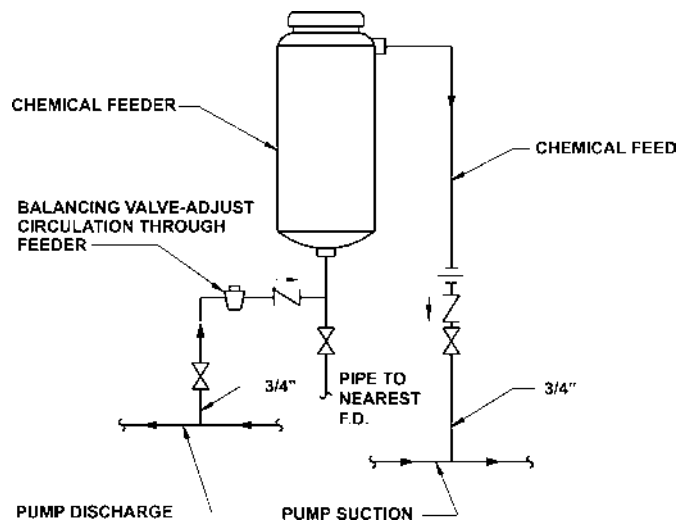 CHEMICAL FEEDER
CHEMICAL FEED
BALANCING VALVE-ADJUST
CIRCULATION THROUGH
FEEDER
3/4"
PIPE TO
NEAREST
F.D.
3/4"
PUMP DISCHARGE
PUMP SUCTION